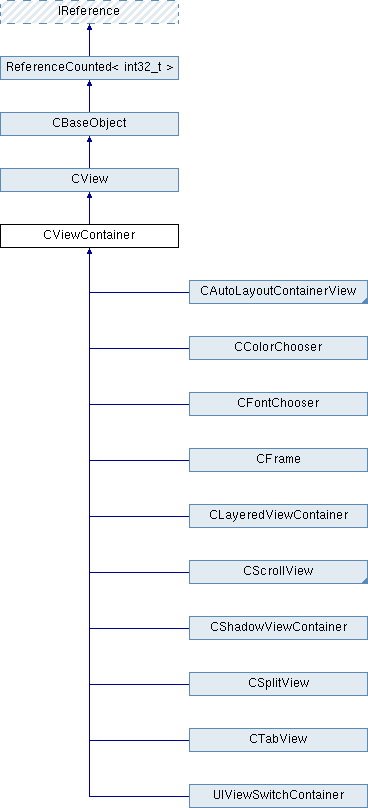 IReference
ReferenceCounted< int32_t >
CBaseObject
CView
CViewContainer
CAutoLayoutContainerView
CColorChooser
CFontChooser
CFrame
CLayeredViewContainer
CScrollView
CShadowViewContainer
CSplitView
CTabView
UIViewSwitchContainer